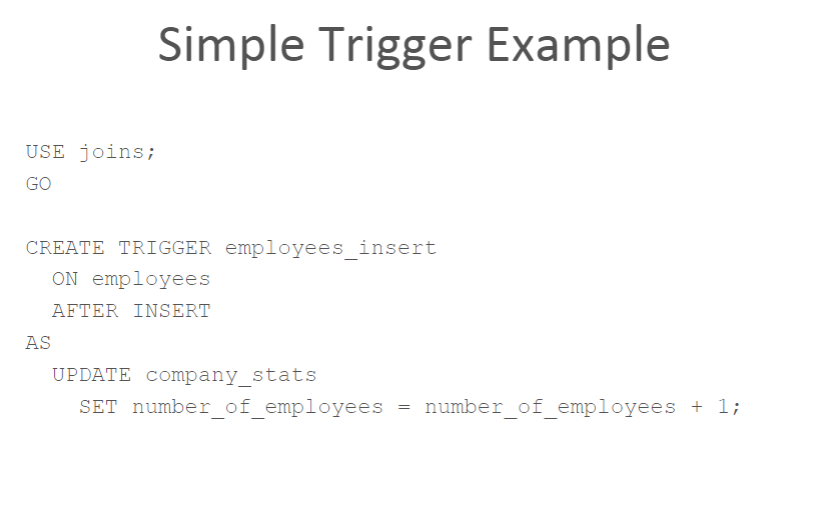 Simple Trigger Example
USE joins;
GO
CREATE TRIGGER employees_insert
ON employees
AFTER INSERT
AS
UPDATE company_stats
SET number_of_employees = number_of_employees + 1;